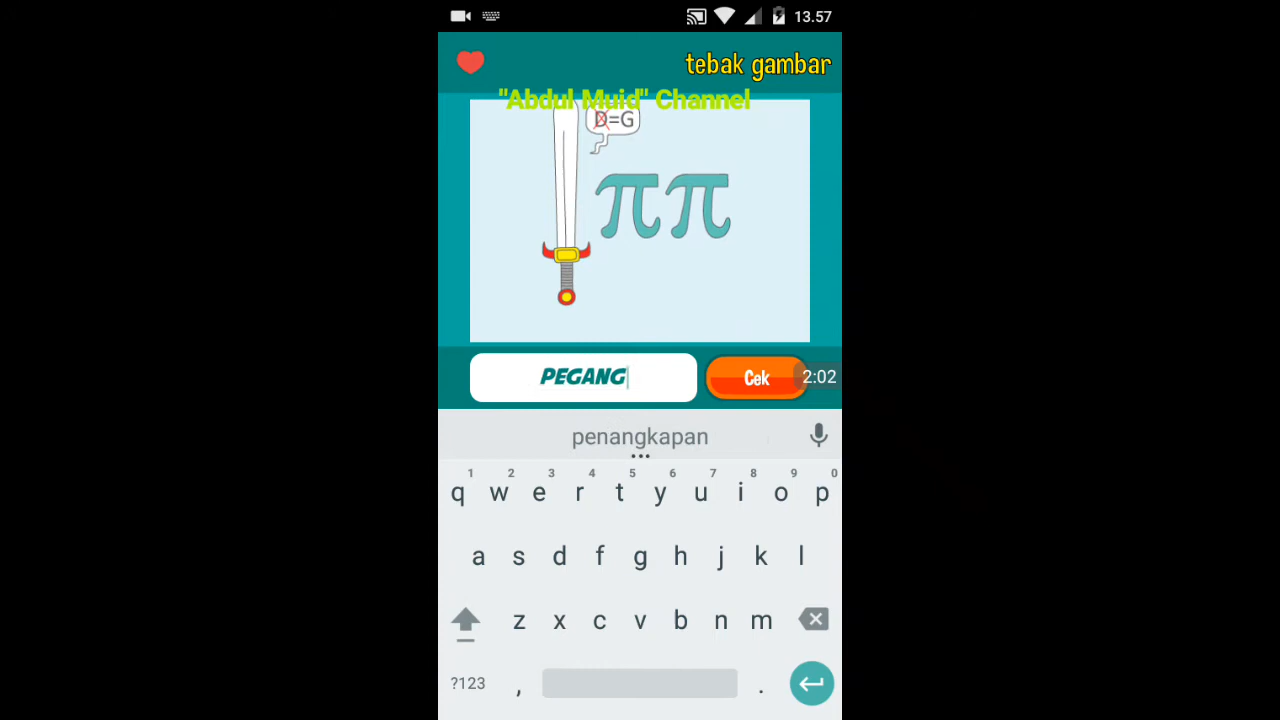 13.57
tebak gambar
"Abdul Muid" Channel
D=G
ππ
PEGANG
Cek
2:02
penangkapan
1 2 3 4 5 6 7 8 9 0
q w e r t y u i o p
a s d f g h j k l
z x c v b n m
?123 , .